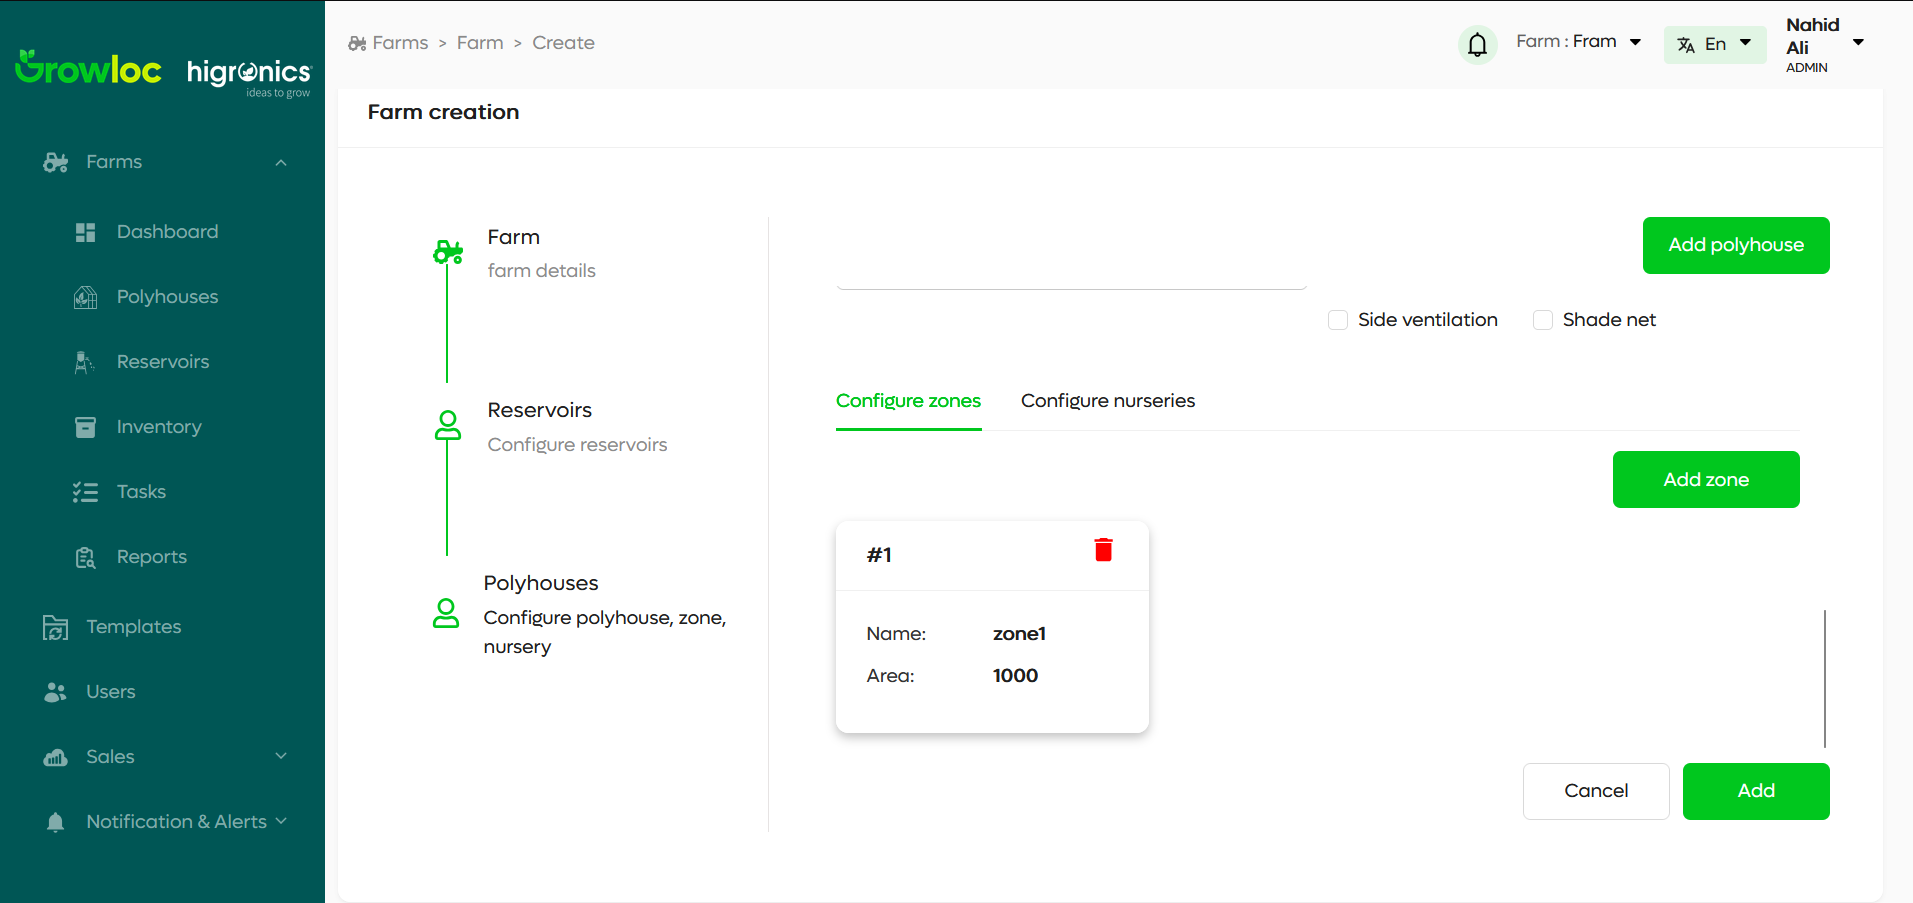 Growloc
higronics
ideas to grow
Farms
Dashboard
Polyhouses
Reservoirs
Inventory
Tasks
Reports
Templates
Users
Sales
Notification & Alerts
Farms > Farm > Create
Farm : Fram
En
Nahid
Ali
ADMIN
Farm creation
Farm
farm details
Reservoirs
Configure reservoirs
Polyhouses
Configure polyhouse, zone,
nursery
Add polyhouse
Side ventilation
Shade net
Configure zones
Configure nurseries
Add zone
#1
Name: zone1
Area: 1000
Cancel
Add